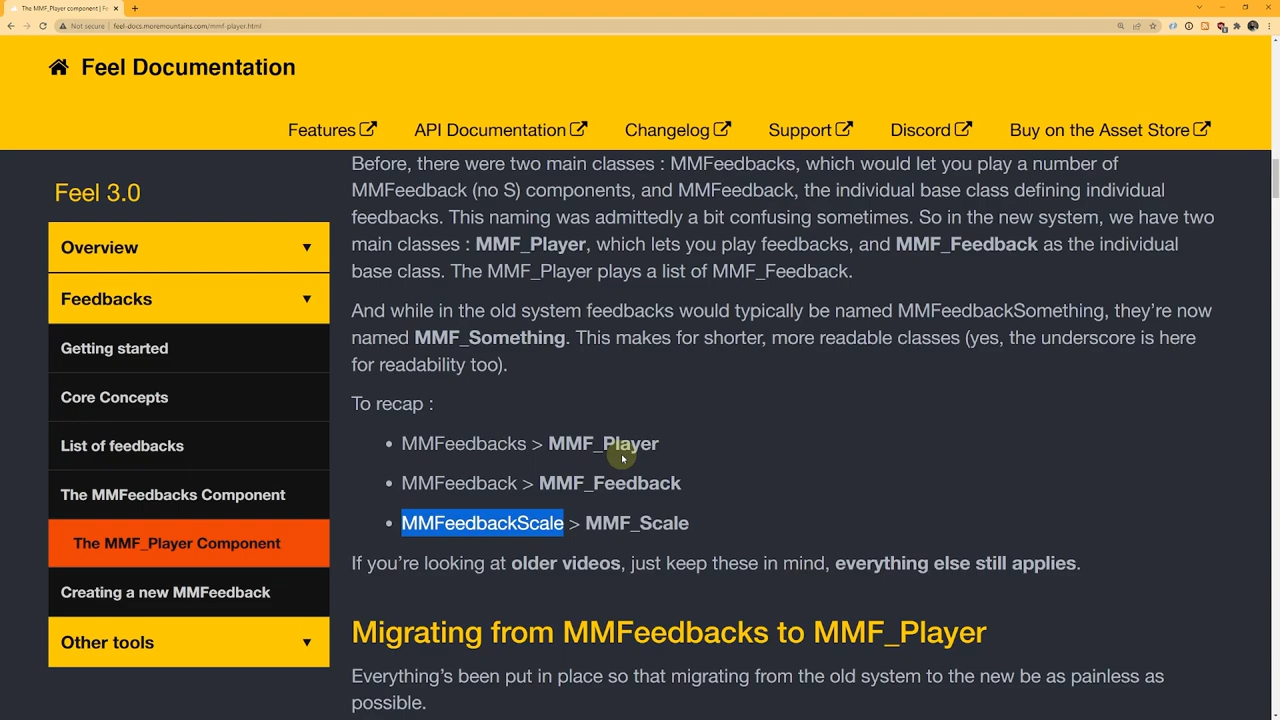 The MMF_Player component | Fe
Not secure | feel-docs.moremountains.com/mmf-player.html
Feel Documentation
Features
API Documentation
Changelog
Support
Discord
Buy on the Asset Store
Feel 3.0
Overview
Feedbacks
Getting started
Core Concepts
List of feedbacks
The MMFeedbacks Component
The MMF_Player Component
Creating a new MMFeedback
Other tools
Before, there were two main classes : MMFeedbacks, which would let you play a number of
MMFeedback (no S) components, and MMFeedback, the individual base class defining individual
feedbacks. This naming was admittedly a bit confusing sometimes. So in the new system, we have two
main classes : MMF_Player, which lets you play feedbacks, and MMF_Feedback as the individual
base class. The MMF_Player plays a list of MMF_Feedback.
And while in the old system feedbacks would typically be named MMFeedbackSomething, they're now
named MMF_Something. This makes for shorter, more readable classes (yes, the underscore is here
for readability too).
To recap :
MMFeedbacks > MMF_Player
MMFeedback > MMF_Feedback
MMFeedbackScale > MMF_Scale
If you're looking at older videos, just keep these in mind, everything else still applies.
Migrating from MMFeedbacks to MMF_Player
Everything's been put in place so that migrating from the old system to the new be as painless as
possible.